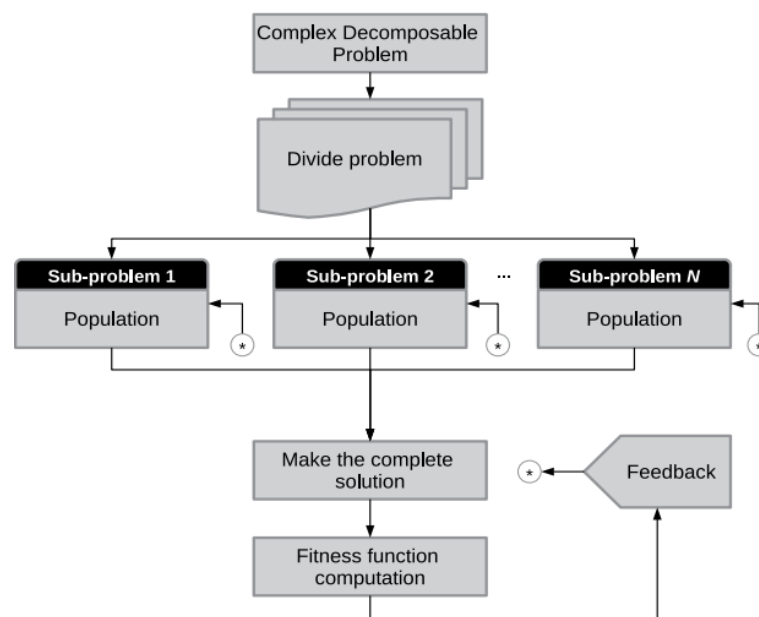 Complex Decomposable
Problem
Divide problem
Sub-problem 1
Sub-problem 2
...
Sub-problem N
Population
Population
Population
*
*
*
Make the complete
solution
*
Feedback
Fitness function
computation